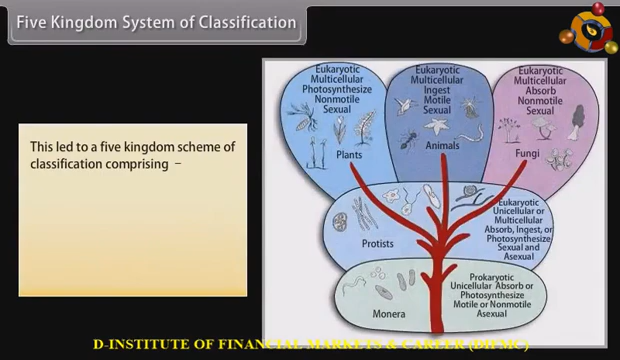 Five Kingdom System of Classification
This led to a five kingdom scheme of
classification comprising –
Eukaryotic
Multicellular
Photosynthesize
Nonmotile
Sexual
Plants
Eukaryotic
Multicellular
Ingest
Motile
Sexual
Animals
Eukaryotic
Multicellular
Absorb
Nonmotile
Sexual
Fungi
Protists
Eukaryotic
Unicellular or
Multicellular
Absorb, Ingest, or
Photosynthesize
Sexual and
Asexual
Monera
Prokaryotic
Unicellular Absorb or
Photosynthesize
Motile or Nonmotile
Asexual
D-INSTITUTE OF FINANCIAL MARKETS & CAREER (DIFMC)